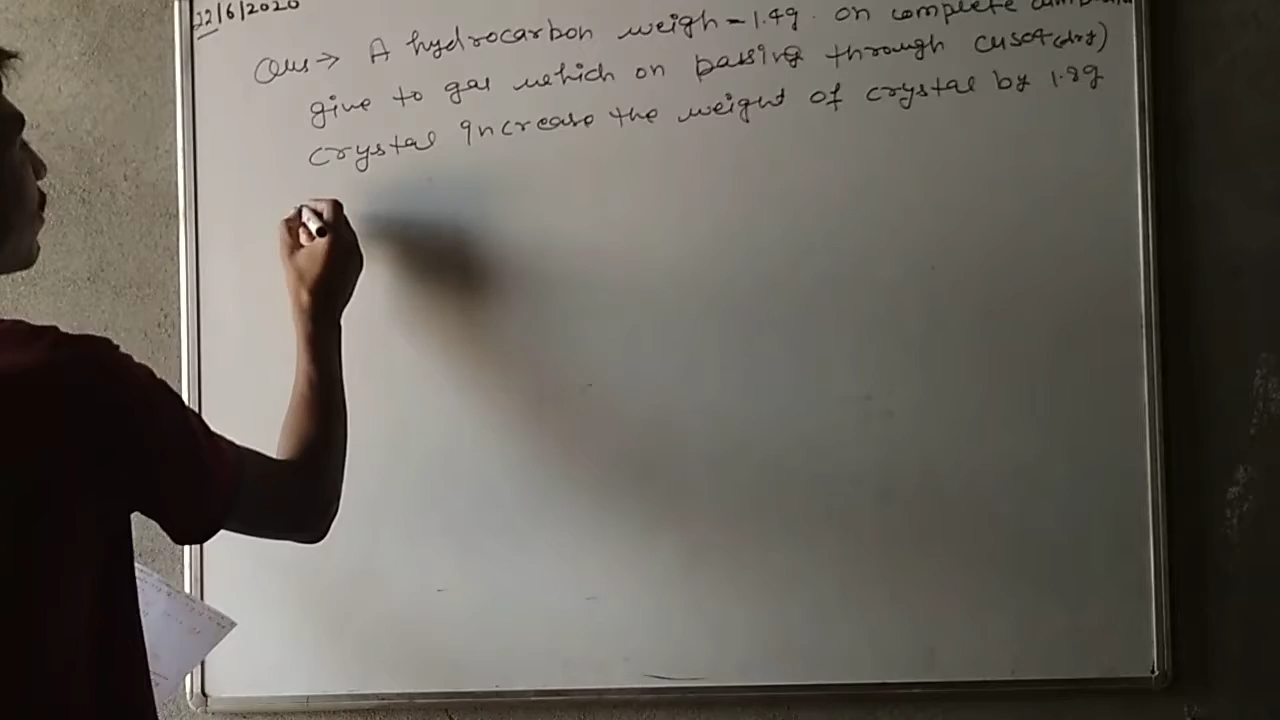 22/6/2020
Ques → A hydrocarbon weigh = 1.4g. on complete
give to gas which on passing through CuSO4 (dry)
crystal increase the weight of crystal by 1.8g